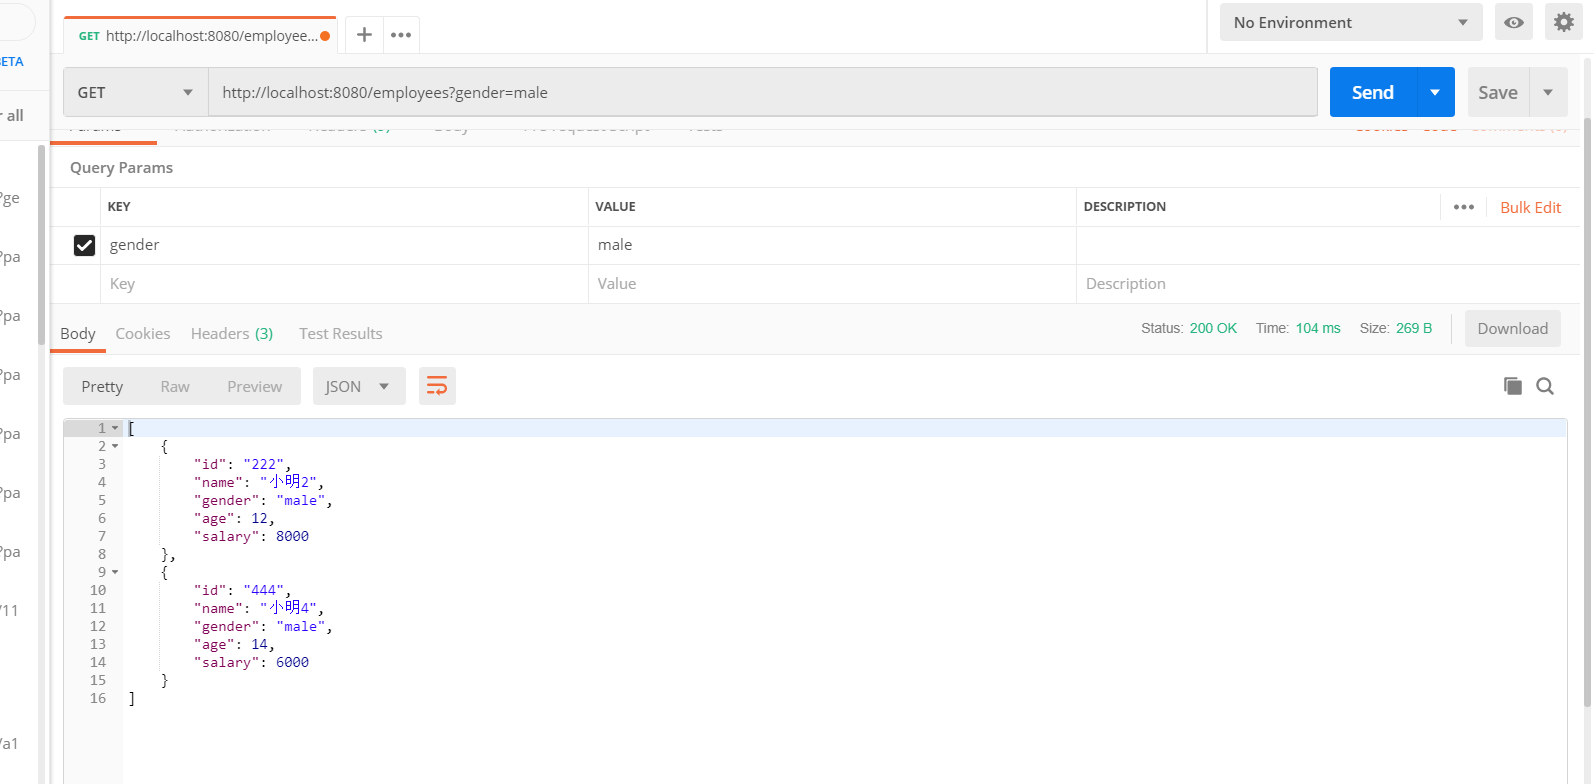 GET http://localhost:8080/employee...
No Environment
BETA
GET http://localhost:8080/employees?gender=male Send Save
r all
Query Params
KEY VALUE DESCRIPTION Bulk Edit
?ge
gender male
?pa
Key Value Description
?pa
Body Cookies Headers (3) Test Results Status: 200 OK Time: 104 ms Size: 269 B Download
?pa
Pretty Raw Preview JSON
?pa
?pa
?pa
/11
/a1
1 [
2 {
3 "id": "222",
4 "name": "小明2",
5 "gender": "male",
6 "age": 12,
7 "salary": 8000
8 },
9 {
10 "id": "444",
11 "name": "小明4",
12 "gender": "male",
13 "age": 14,
14 "salary": 6000
15 }
16 ]